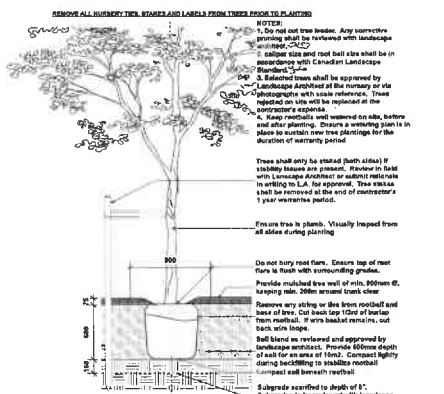 REMOVE ALL NURSERY TIES, STAKES AND LABELS FROM TREES PRIOR TO PLANTING
NOTES:
1. Do not cut tree leader. Any corrective
pruning shall be reviewed with landscape
architect.
2. caliper size and root ball size shall be in
accordance with Canadian Landscape
Standard.
3. Selected trees shall be approved by
Landscape Architect at the nursery or via
photographs with scale reference. Trees
rejected on site will be replaced at the
contractor's expense.
4. Keep rootballs well watered on site, before
and after planting. Ensure a watering plan is in
place to sustain new tree plantings for the
duration of warranty period
Trees shall only be staked (both sides) if
stability issues are present. Review in field
with Lanscape Architect or submit rationale
in writing to L.A. for approval. Tree stakes
shall be removed at the end of contractor's
1 year warrantee period.
Ensure tree is plumb. Visually inspect from
all sides during planting
900
Do not bury root flare. Ensure top of root
flare is flush with surrounding grades.
Provide mulched tree well of min. 900mm Ø,
keeping min. 200m around trunk clear
75
Remove any string or ties from rootball and
base of tree. Cut back top 1/3rd of burlap
from rootball. If wire basket remains, cut
back wire loops.
600
Soil blend as reviewed and approved by
landscape architect. Provide 600mm depth
of soil for an area of 10m2. Compact lightly
during backfilling to stabilize rootball
150
Compact soil beneath rootball
Subgrade scarified to depth of 6".